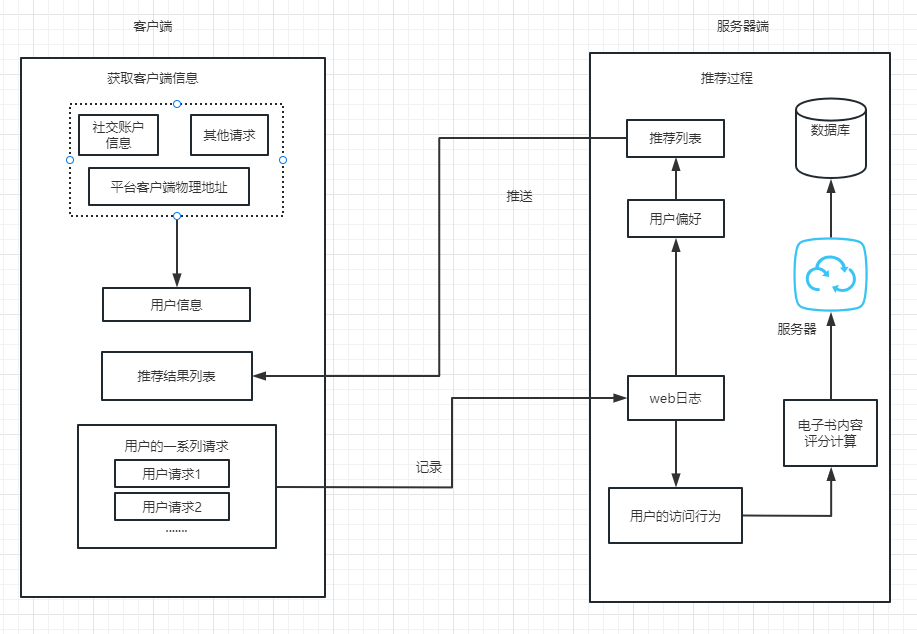 客户端
获取客户端信息
社交账户
信息
其他请求
平台客户端物理地址
用户信息
推荐结果列表
用户的一系列请求
用户请求1
用户请求2
.......
推送
记录
服务器端
推荐过程
推荐列表
数据库
用户偏好
服务器
web日志
电子书内容
评分计算
用户的访问行为